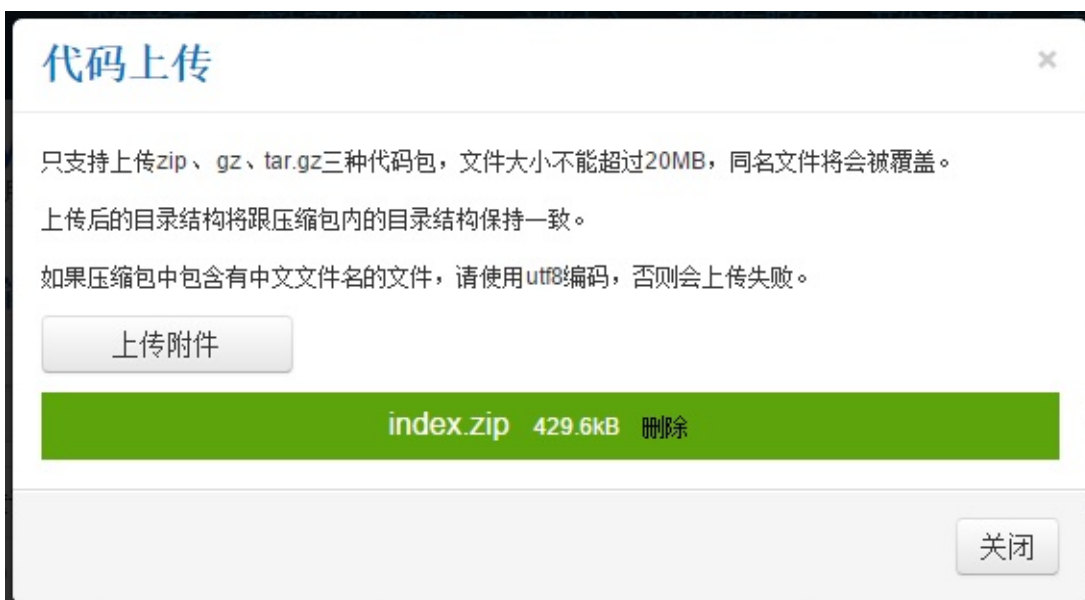 代码上传
×
只支持上传zip、gz、tar.gz三种代码包，文件大小不能超过20MB，同名文件将会被覆盖。
上传后的目录结构将跟压缩包内的目录结构保持一致。
如果压缩包中包含有中文文件名的文件，请使用utf8编码，否则会上传失败。
上传附件
index.zip 429.6kB 删除
关闭